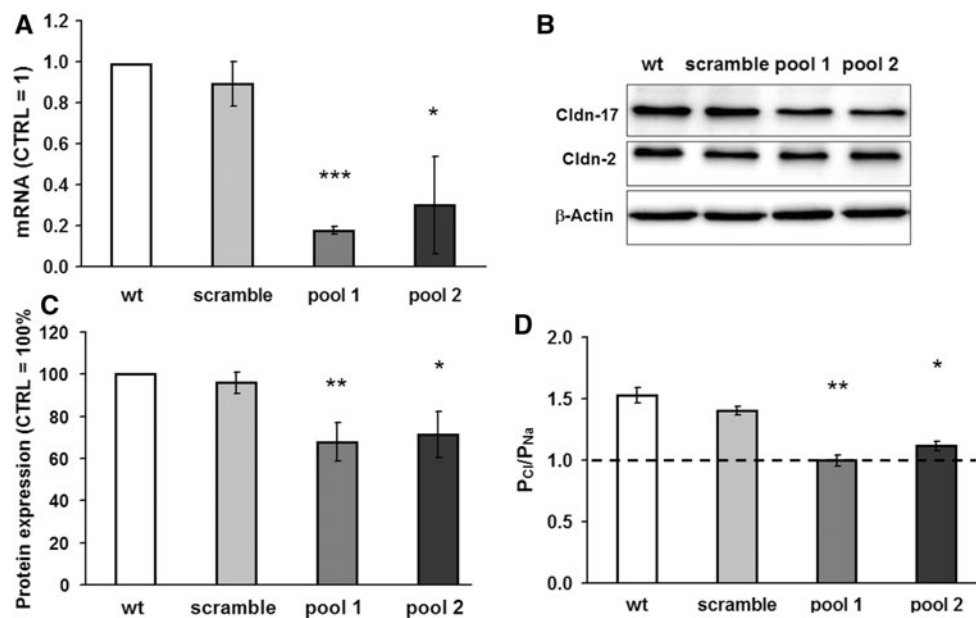 A
mRNA (CTRL = 1)
1.2
1.0
0.8
0.6
0.4
0.2
0.0
***
*
wt scramble pool 1 pool 2
B
wt scramble pool 1 pool 2
Cldn-17
Cldn-2
β-Actin
C
Protein expression (CTRL = 100%
120
100
80
60
40
20
0
**
*
wt scramble pool 1 pool 2
D
PCl/PNa
2.0
1.5
1.0
0.5
0.0
**
*
wt scramble pool 1 pool 2